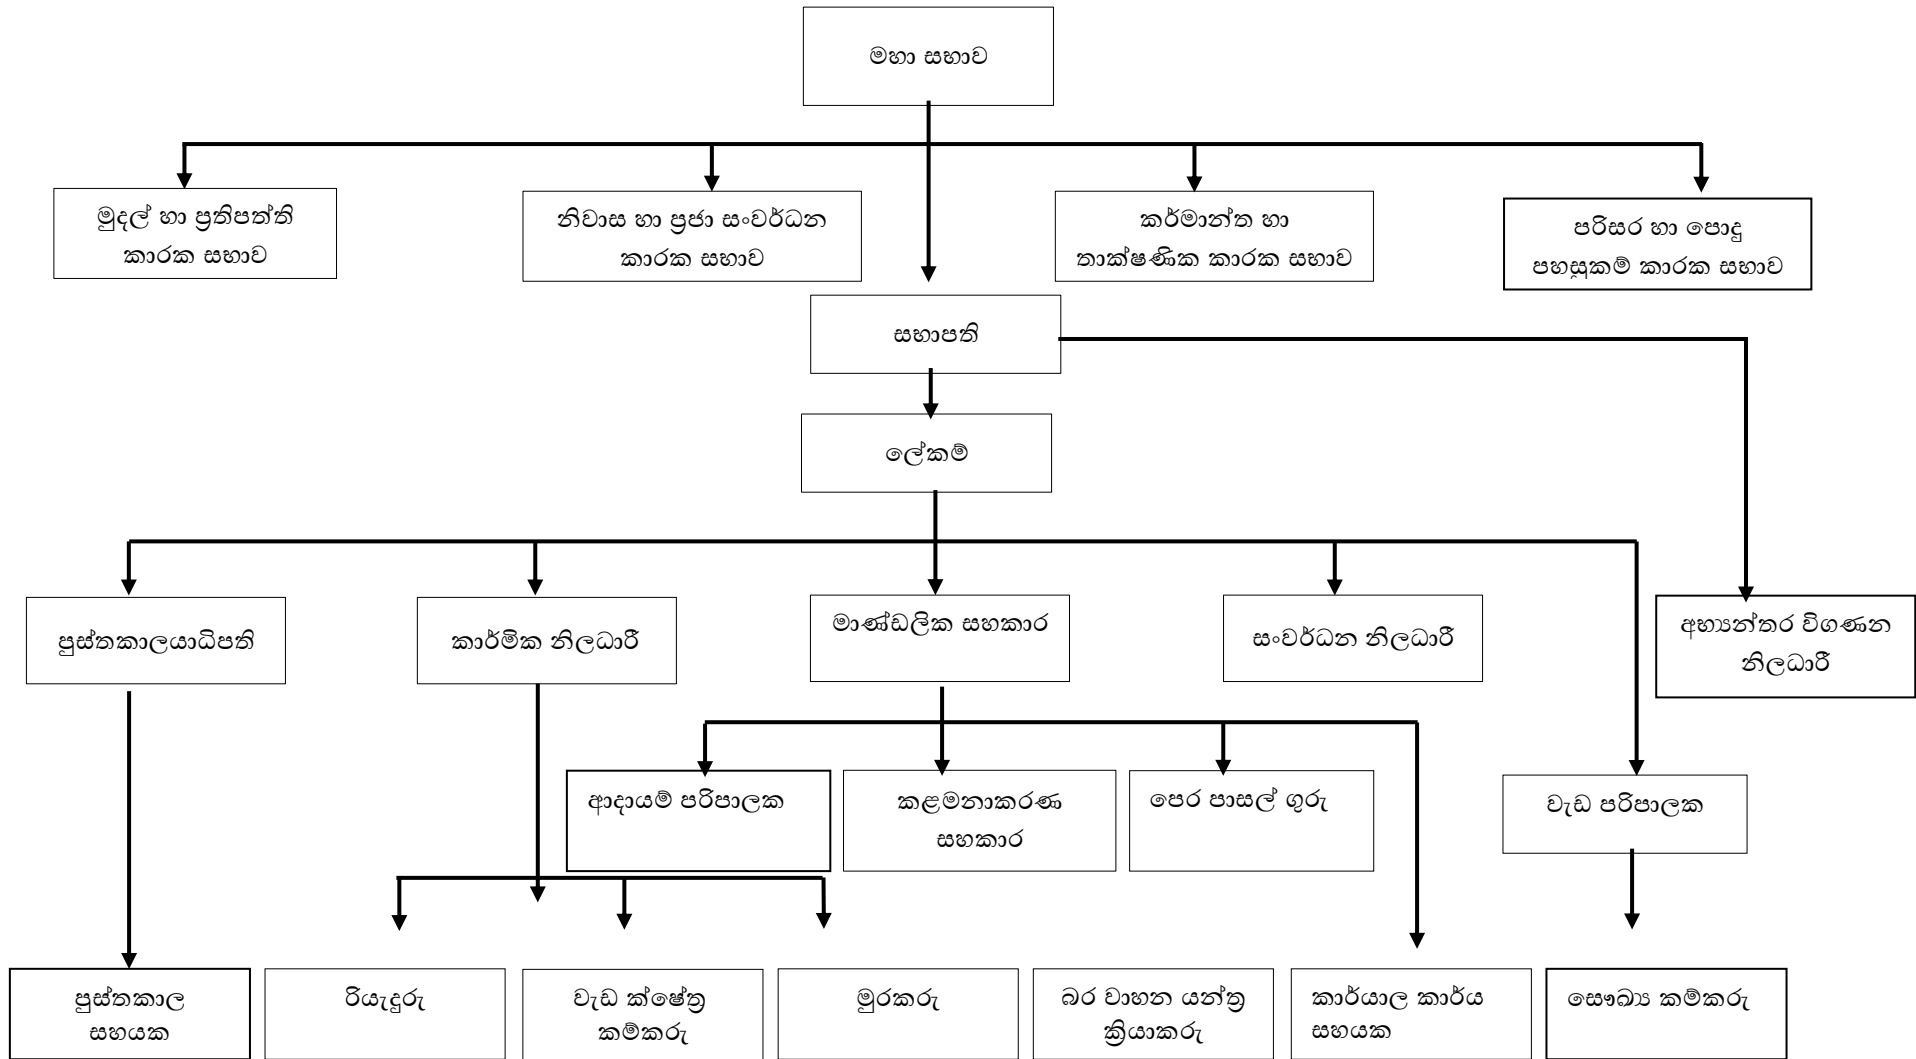 මහා සභාව
මුදල් හා ප්‍රතිපත්ති
කාරක සභාව
නිවාස හා ප්‍රජා සංවර්ධන
කාරක සභාව
කර්මාන්ත හා
තාක්ෂණික කාරක සභාව
පරිසර හා පොදු
පහසුකම් කාරක සභාව
සභාපති
ලේකම්
පුස්තකාලයාධිපති
කාර්මික නිලධාරී
මාණ්ඩලික සහකාර
සංවර්ධන නිලධාරී
අභ්‍යන්තර විගණන
නිලධාරී
ආදායම් පරිපාලක
කළමනාකරණ
සහකාර
පෙර පාසල් ගුරු
වැඩ පරිපාලක
පුස්තකාල
සහයක
රියැදුරු
වැඩ ක්ෂේත්‍ර
කම්කරු
මුරකරු
බර වාහන යන්ත්‍ර
ක්‍රියාකරු
කාර්යාල කාර්ය
සහයක
සෞඛ්‍ය කම්කරු